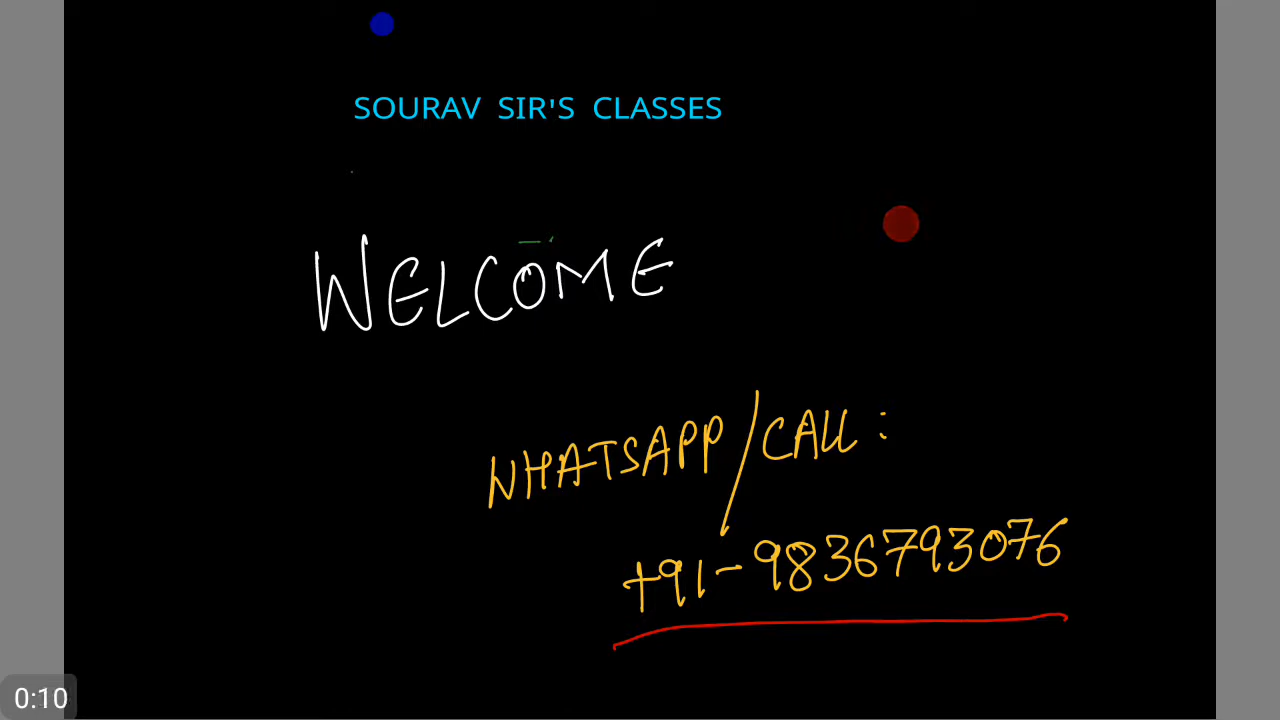 SOURAV SIR'S CLASSES
WELCOME
WHATSAPP/CALL:
+91-9836793076
0:10